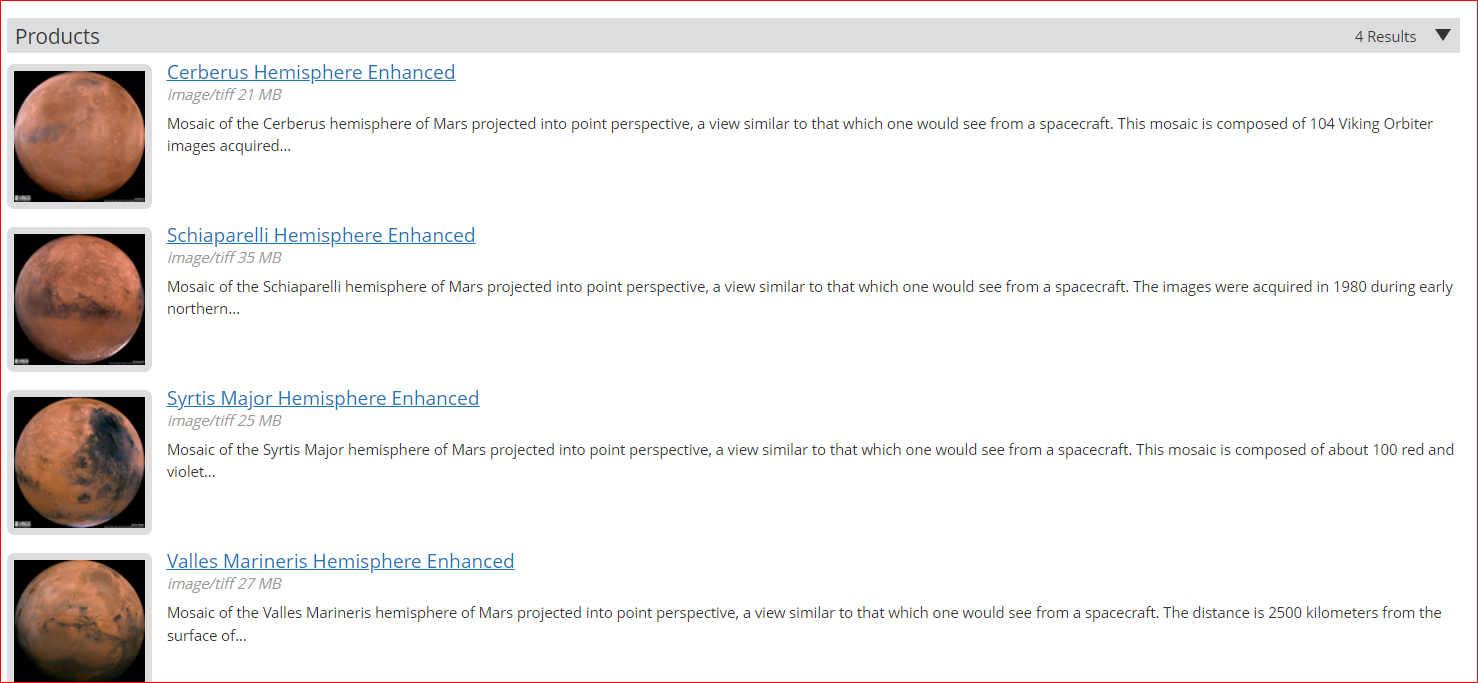 Products
4 Results
Cerberus Hemisphere Enhanced
image/tiff 21 MB
Mosaic of the Cerberus hemisphere of Mars projected into point perspective, a view similar to that which one would see from a spacecraft. This mosaic is composed of 104 Viking Orbiter
images acquired...
Schiaparelli Hemisphere Enhanced
image/tiff 35 MB
Mosaic of the Schiaparelli hemisphere of Mars projected into point perspective, a view similar to that which one would see from a spacecraft. The images were acquired in 1980 during early
northern...
Syrtis Major Hemisphere Enhanced
image/tiff 25 MB
Mosaic of the Syrtis Major hemisphere of Mars projected into point perspective, a view similar to that which one would see from a spacecraft. This mosaic is composed of about 100 red and
violet...
Valles Marineris Hemisphere Enhanced
image/tiff 27 MB
Mosaic of the Valles Marineris hemisphere of Mars projected into point perspective, a view similar to that which one would see from a spacecraft. The distance is 2500 kilometers from the
surface of...